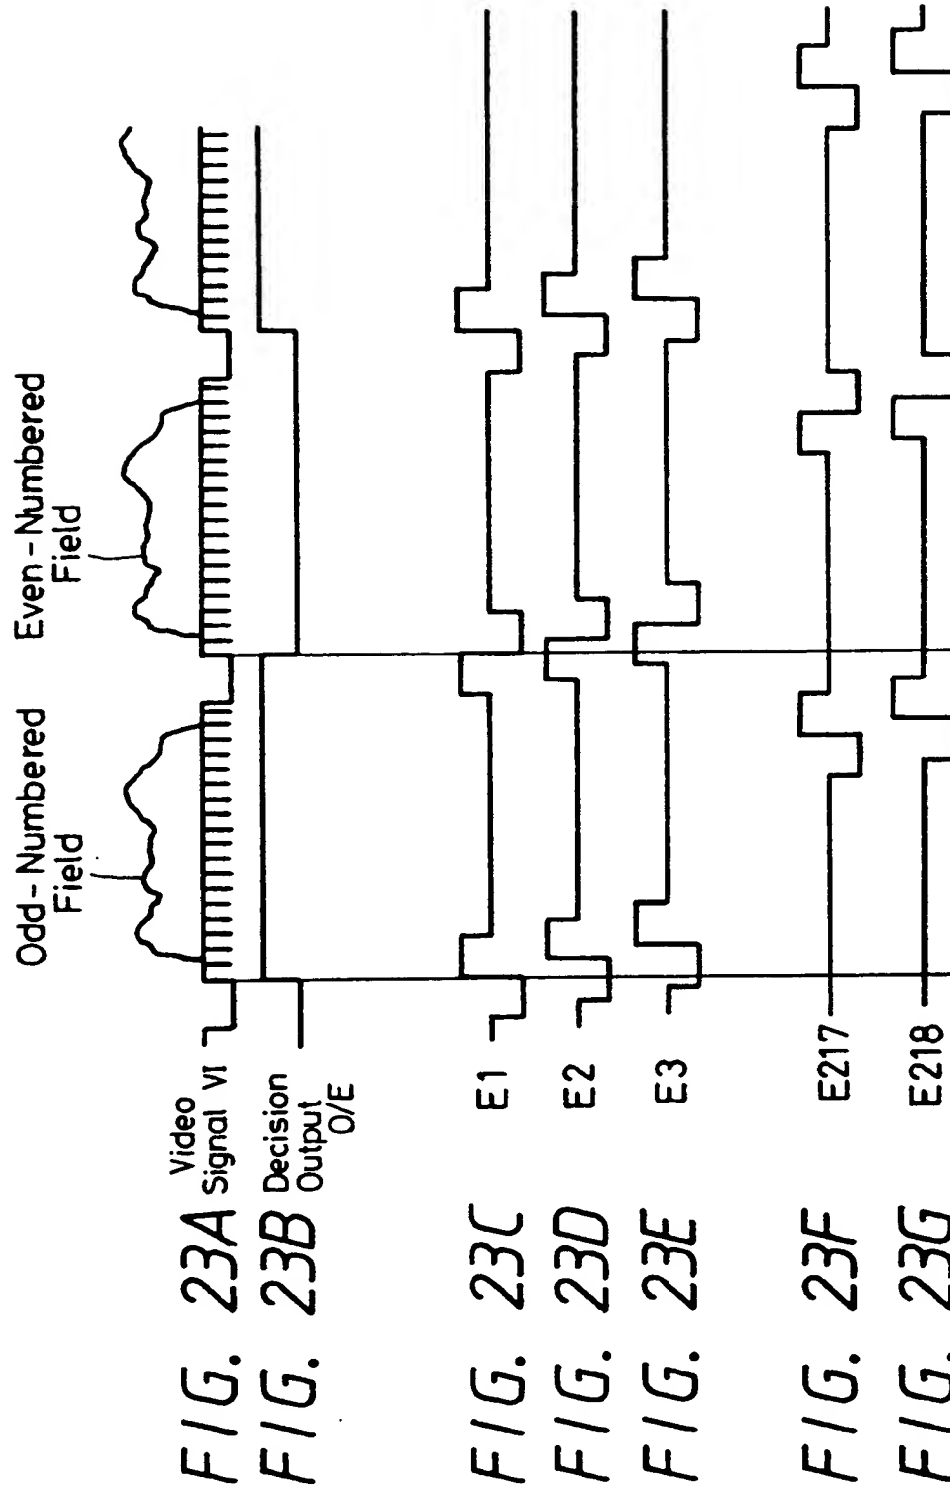 Odd-Numbered
Field
Even-Numbered
Field
FIG. 23A
Video
Signal VI
FIG. 23B
Decision
Output
O/E
FIG. 23C
E1
FIG. 23D
E2
FIG. 23E
E3
FIG. 23F
E217
FIG. 23G
E218